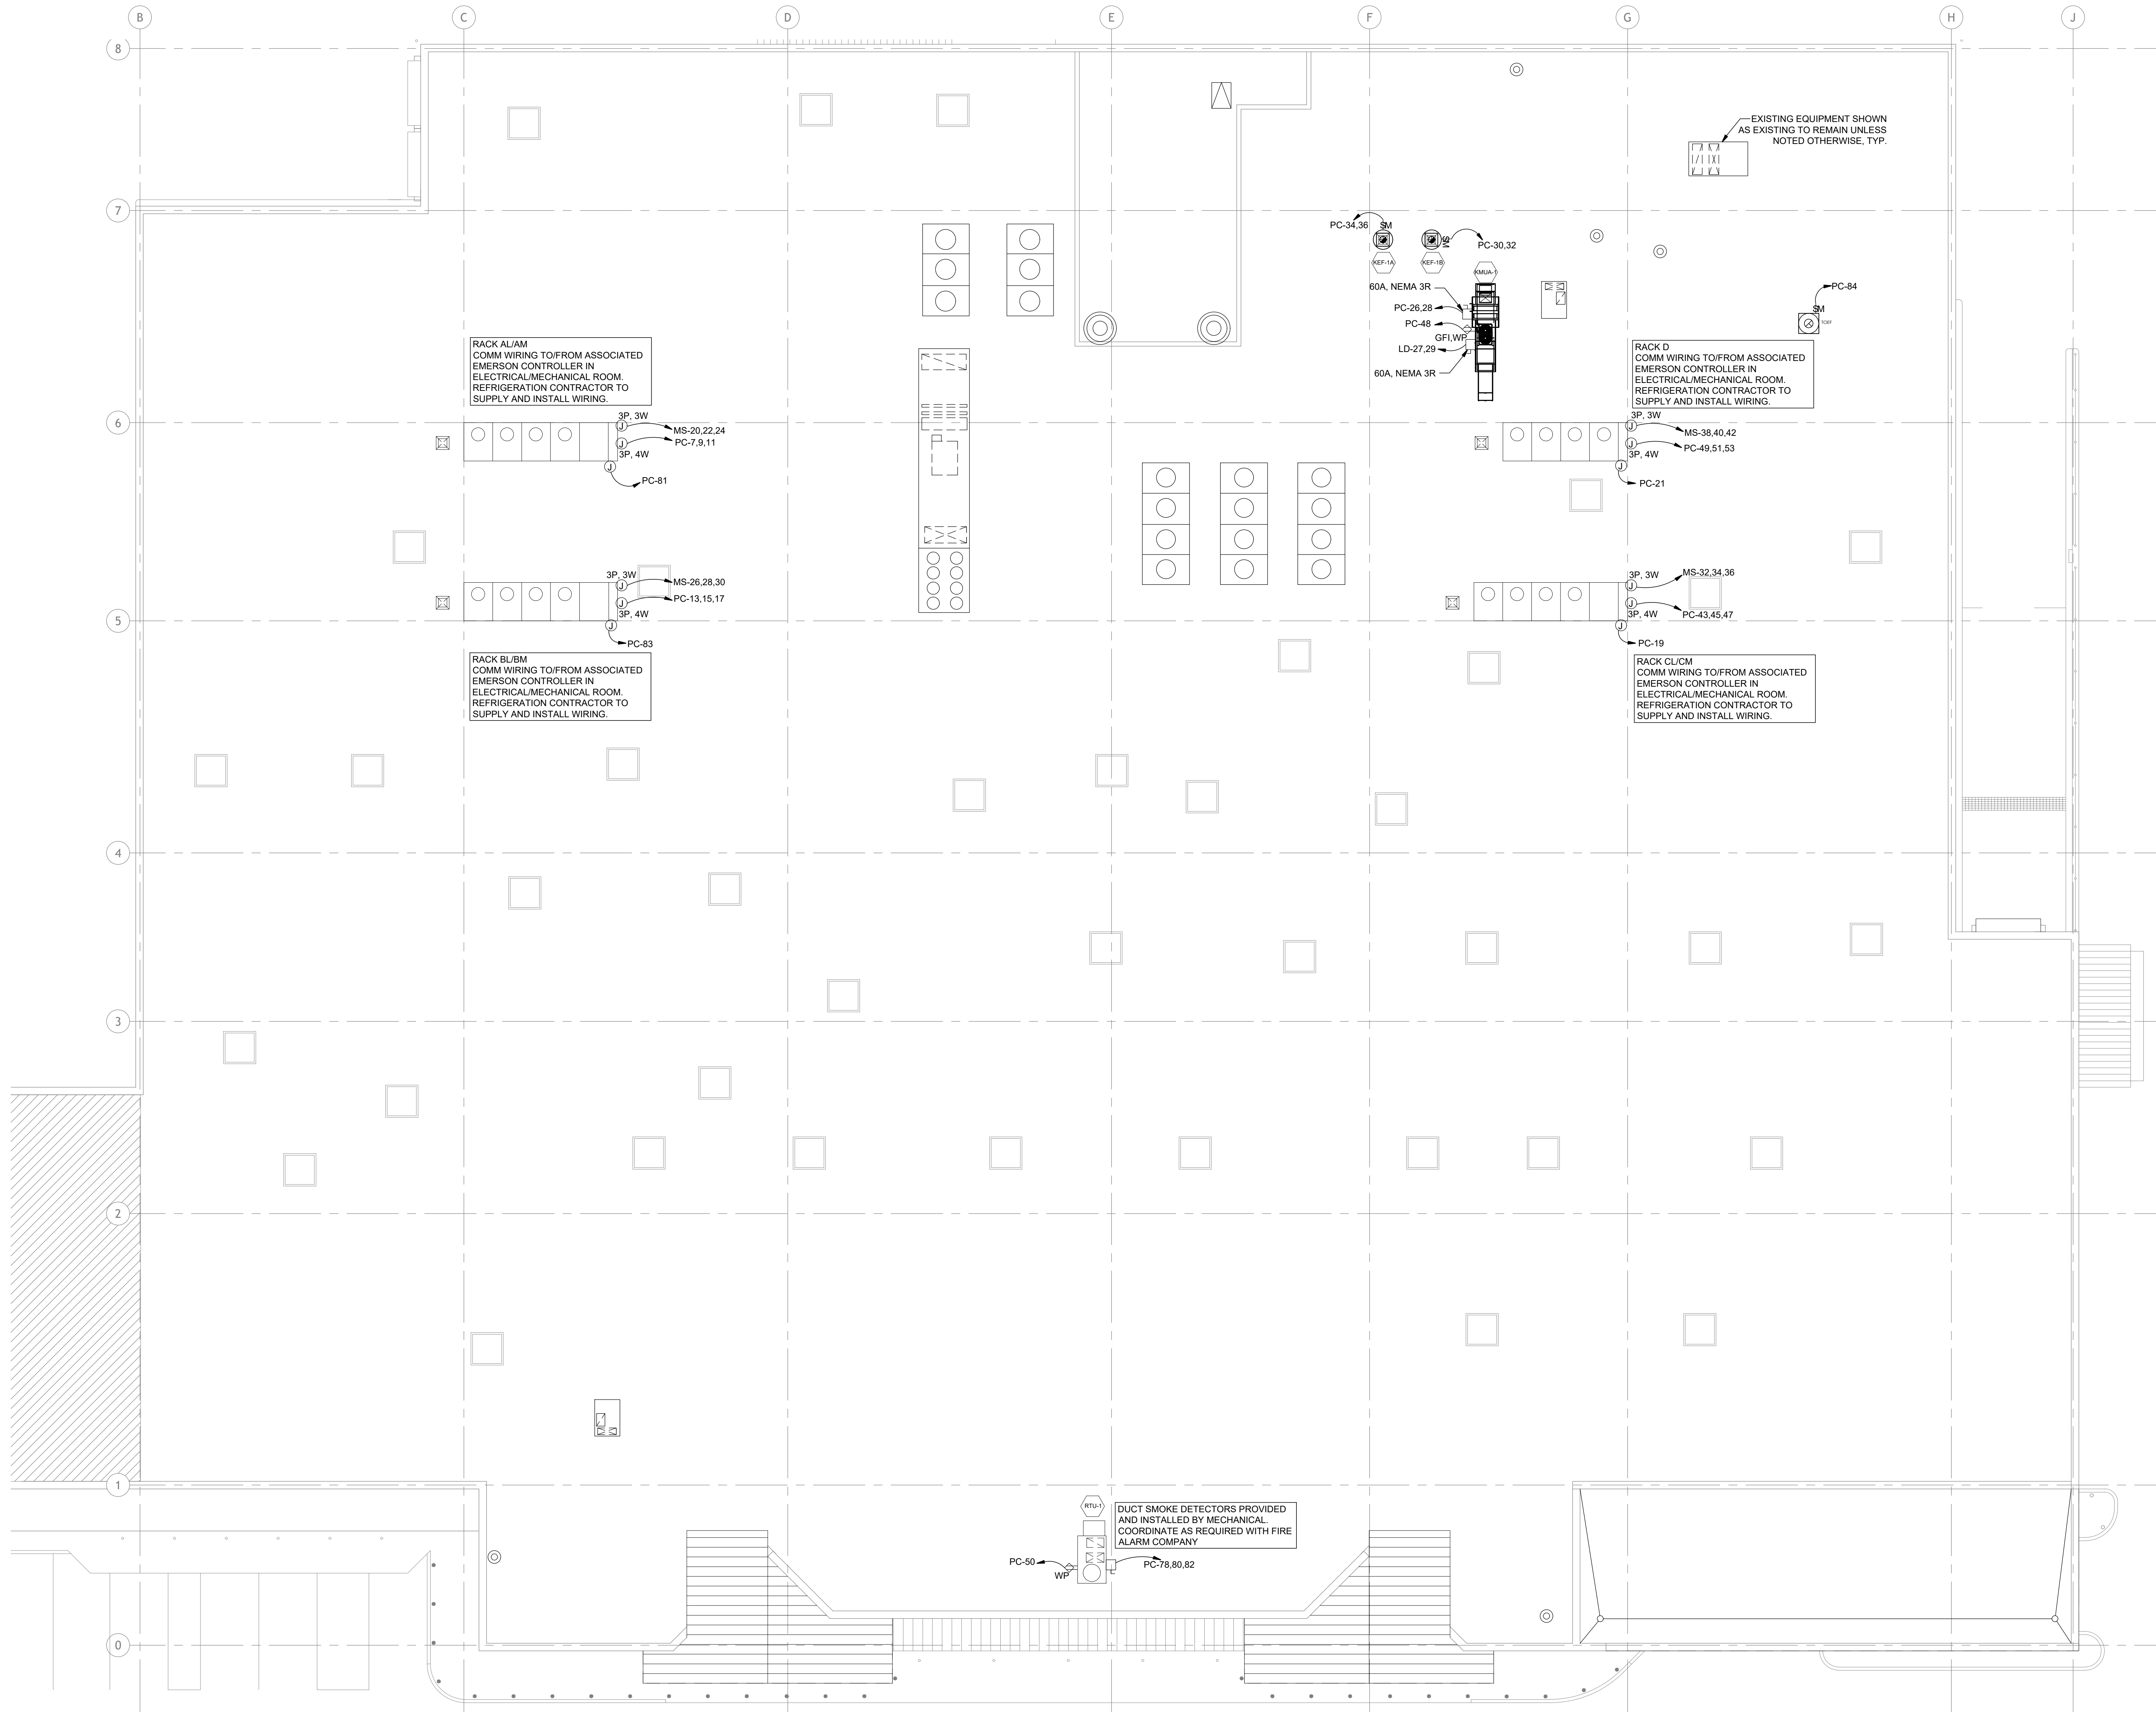 B
C
D
E
F
G
H
J
8
EXISTING EQUIPMENT SHOWN
AS EXISTING TO REMAIN UNLESS
NOTED OTHERWISE, TYP.
7
PC-34,36
SM
SM
PC-30,32
KEF-1A
KEF-1B
KMUA-1
60A, NEMA 3R
PC-26,28
PC-48
GFI,WP
LD-27,29
60A, NEMA 3R
PC-84
SM
TOEF
RACK AL/AM
COMM WIRING TO/FROM ASSOCIATED
EMERSON CONTROLLER IN
ELECTRICAL/MECHANICAL ROOM.
REFRIGERATION CONTRACTOR TO
SUPPLY AND INSTALL WIRING.
RACK D
COMM WIRING TO/FROM ASSOCIATED
EMERSON CONTROLLER IN
ELECTRICAL/MECHANICAL ROOM.
REFRIGERATION CONTRACTOR TO
SUPPLY AND INSTALL WIRING.
6
3P, 3W
J
MS-20,22,24
J
PC-7,9,11
3P, 4W
J
PC-81
3P, 3W
J
MS-38,40,42
J
PC-49,51,53
3P, 4W
J
PC-21
3P, 3W
J
MS-26,28,30
J
PC-13,15,17
3P, 4W
J
PC-83
3P, 3W
J
MS-32,34,36
J
PC-43,45,47
3P, 4W
J
PC-19
5
RACK BL/BM
COMM WIRING TO/FROM ASSOCIATED
EMERSON CONTROLLER IN
ELECTRICAL/MECHANICAL ROOM.
REFRIGERATION CONTRACTOR TO
SUPPLY AND INSTALL WIRING.
RACK CL/CM
COMM WIRING TO/FROM ASSOCIATED
EMERSON CONTROLLER IN
ELECTRICAL/MECHANICAL ROOM.
REFRIGERATION CONTRACTOR TO
SUPPLY AND INSTALL WIRING.
4
3
2
1
RTU-1
DUCT SMOKE DETECTORS PROVIDED
AND INSTALLED BY MECHANICAL.
COORDINATE AS REQUIRED WITH FIRE
ALARM COMPANY
PC-50
WP
PC-78,80,82
0